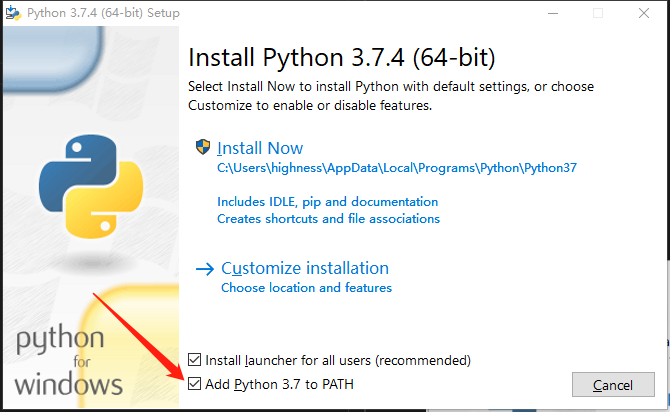 Python 3.7.4 (64-bit) Setup
Install Python 3.7.4 (64-bit)
Select Install Now to install Python with default settings, or choose
Customize to enable or disable features.
Install Now
C:\Users\highness\AppData\Local\Programs\Python\Python37
Includes IDLE, pip and documentation
Creates shortcuts and file associations
Customize installation
Choose location and features
python
for
windows
Install launcher for all users (recommended)
Add Python 3.7 to PATH
Cancel